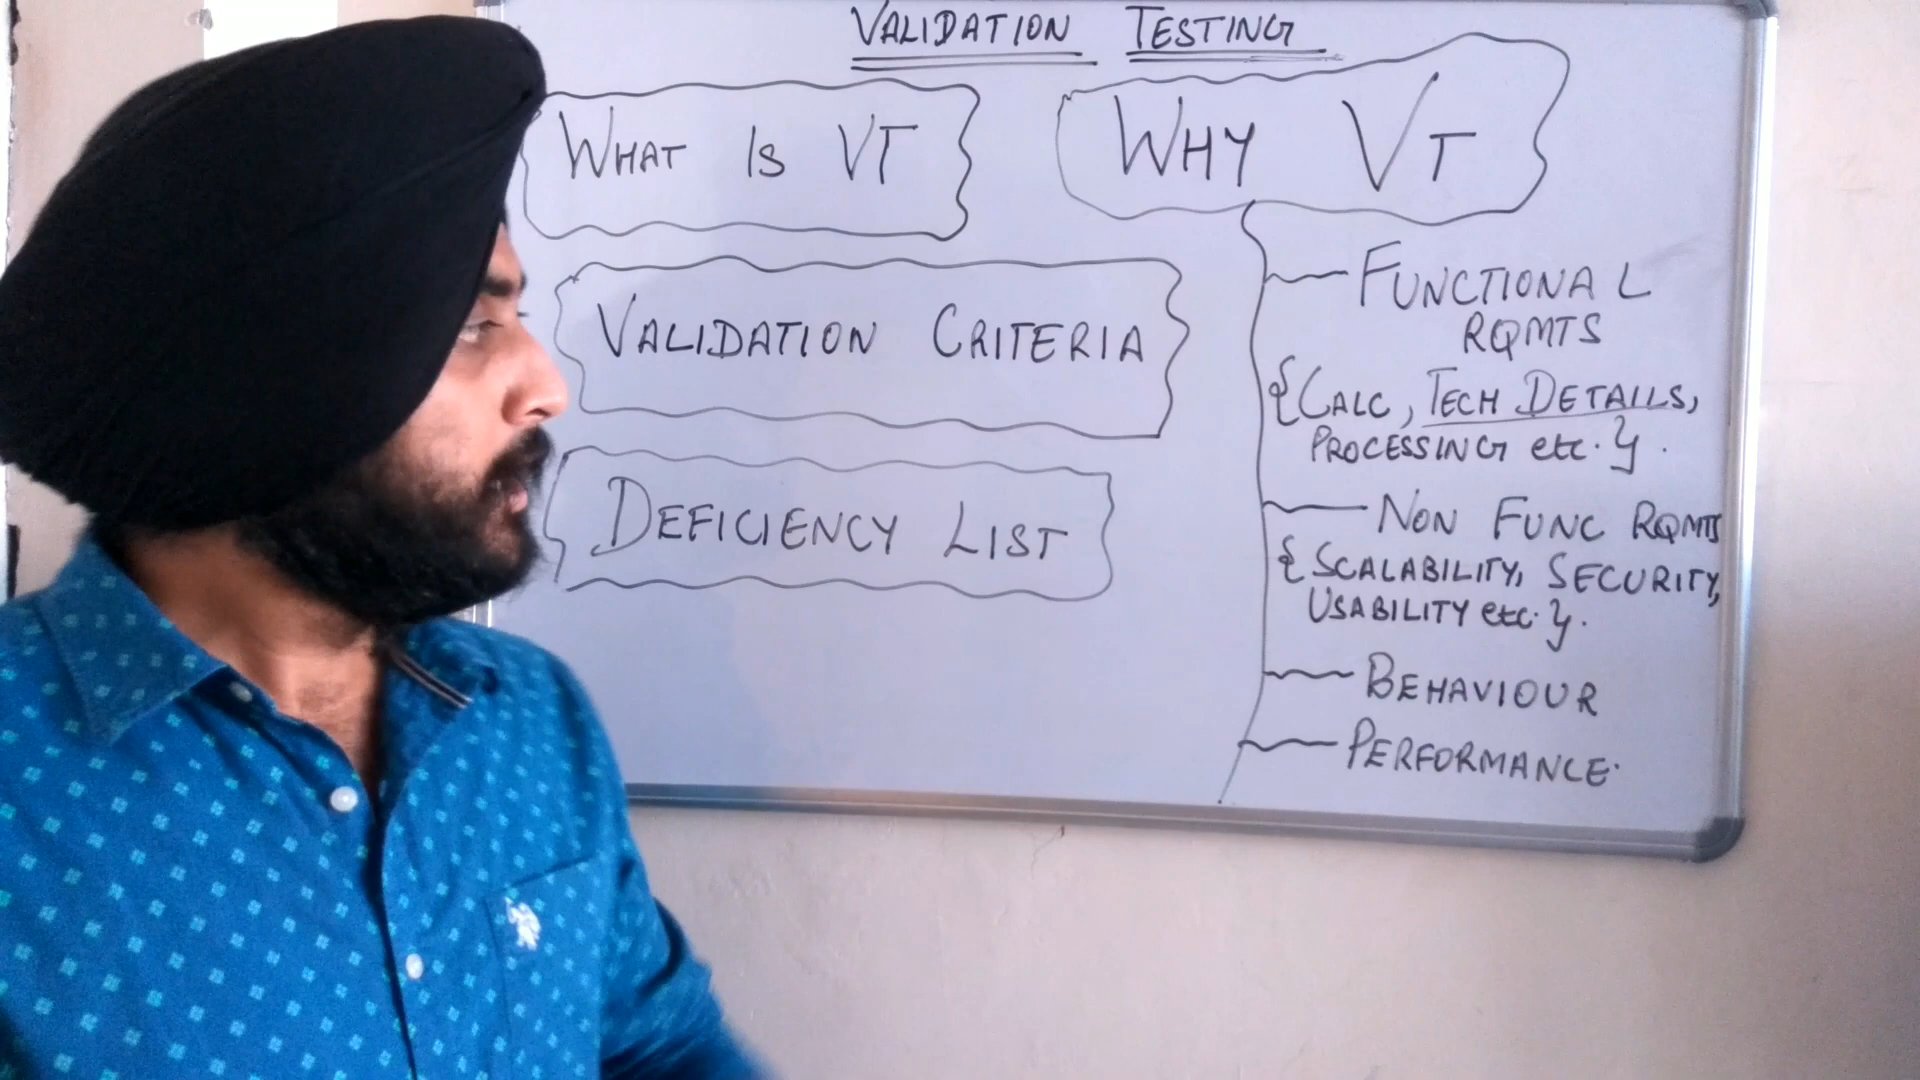 VALIDATION TESTING
WHAT IS VT
WHY VT
VALIDATION CRITERIA
DEFICIENCY LIST
FUNCTIONAL
RQMTS
{CALC, TECH DETAILS,
PROCESSING etc.}.
NON FUNC RQMTS
{SCALABILITY, SECURITY,
USABILITY etc.}.
BEHAVIOUR
PERFORMANCE.